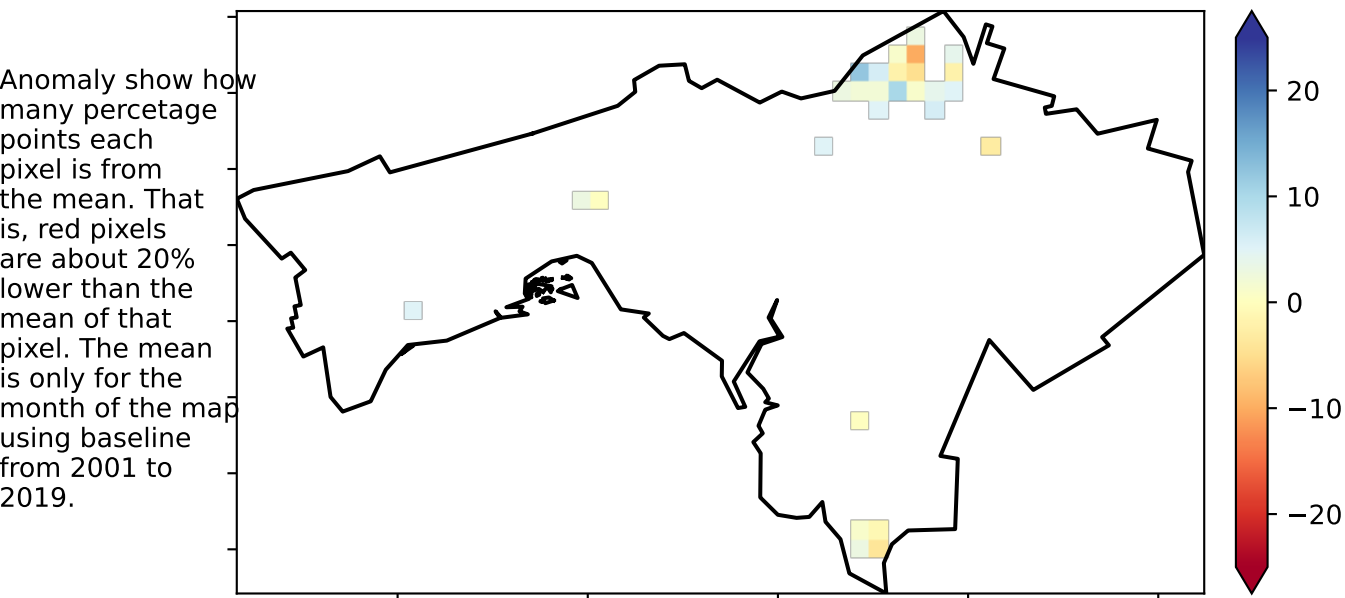 Anomaly show how
many percetage
points each
pixel is from
the mean. That
is, red pixels
are about 20%
lower than the
mean of that
pixel. The mean
is only for the
month of the map
using baseline
from 2001 to
2019.
20
10
0
−10
−20